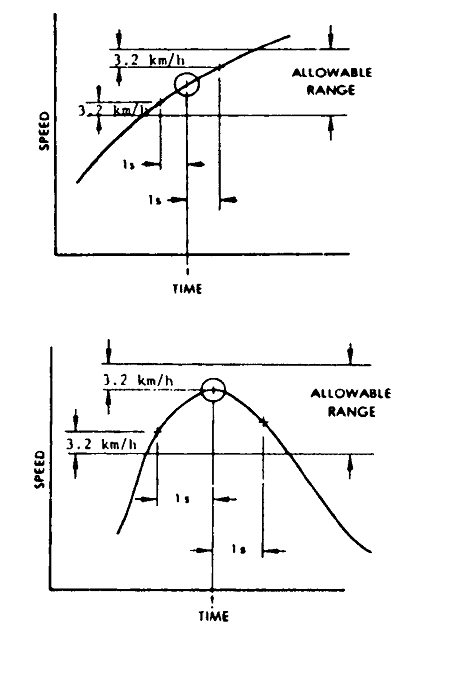 3.2 km/h
ALLOWABLE
RANGE
3.2 km/h
SPEED
1s
1s
TIME
3.2 km/h
ALLOWABLE
RANGE
3.2 km/h
SPEED
1s
1s
TIME